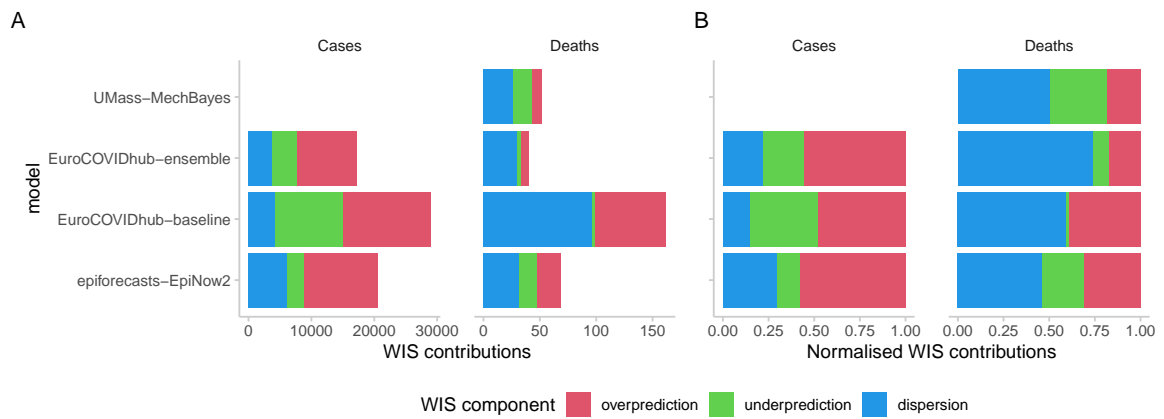 A
B
Cases
Deaths
Cases
Deaths
model
UMass−MechBayes
EuroCOVIDhub−ensemble
EuroCOVIDhub−baseline
epiforecasts−EpiNow2
0 10000 20000 30000
0 50 100 150
0.00 0.25 0.50 0.75 1.00
0.00 0.25 0.50 0.75 1.00
WIS contributions
Normalised WIS contributions
WIS component overprediction underprediction dispersion